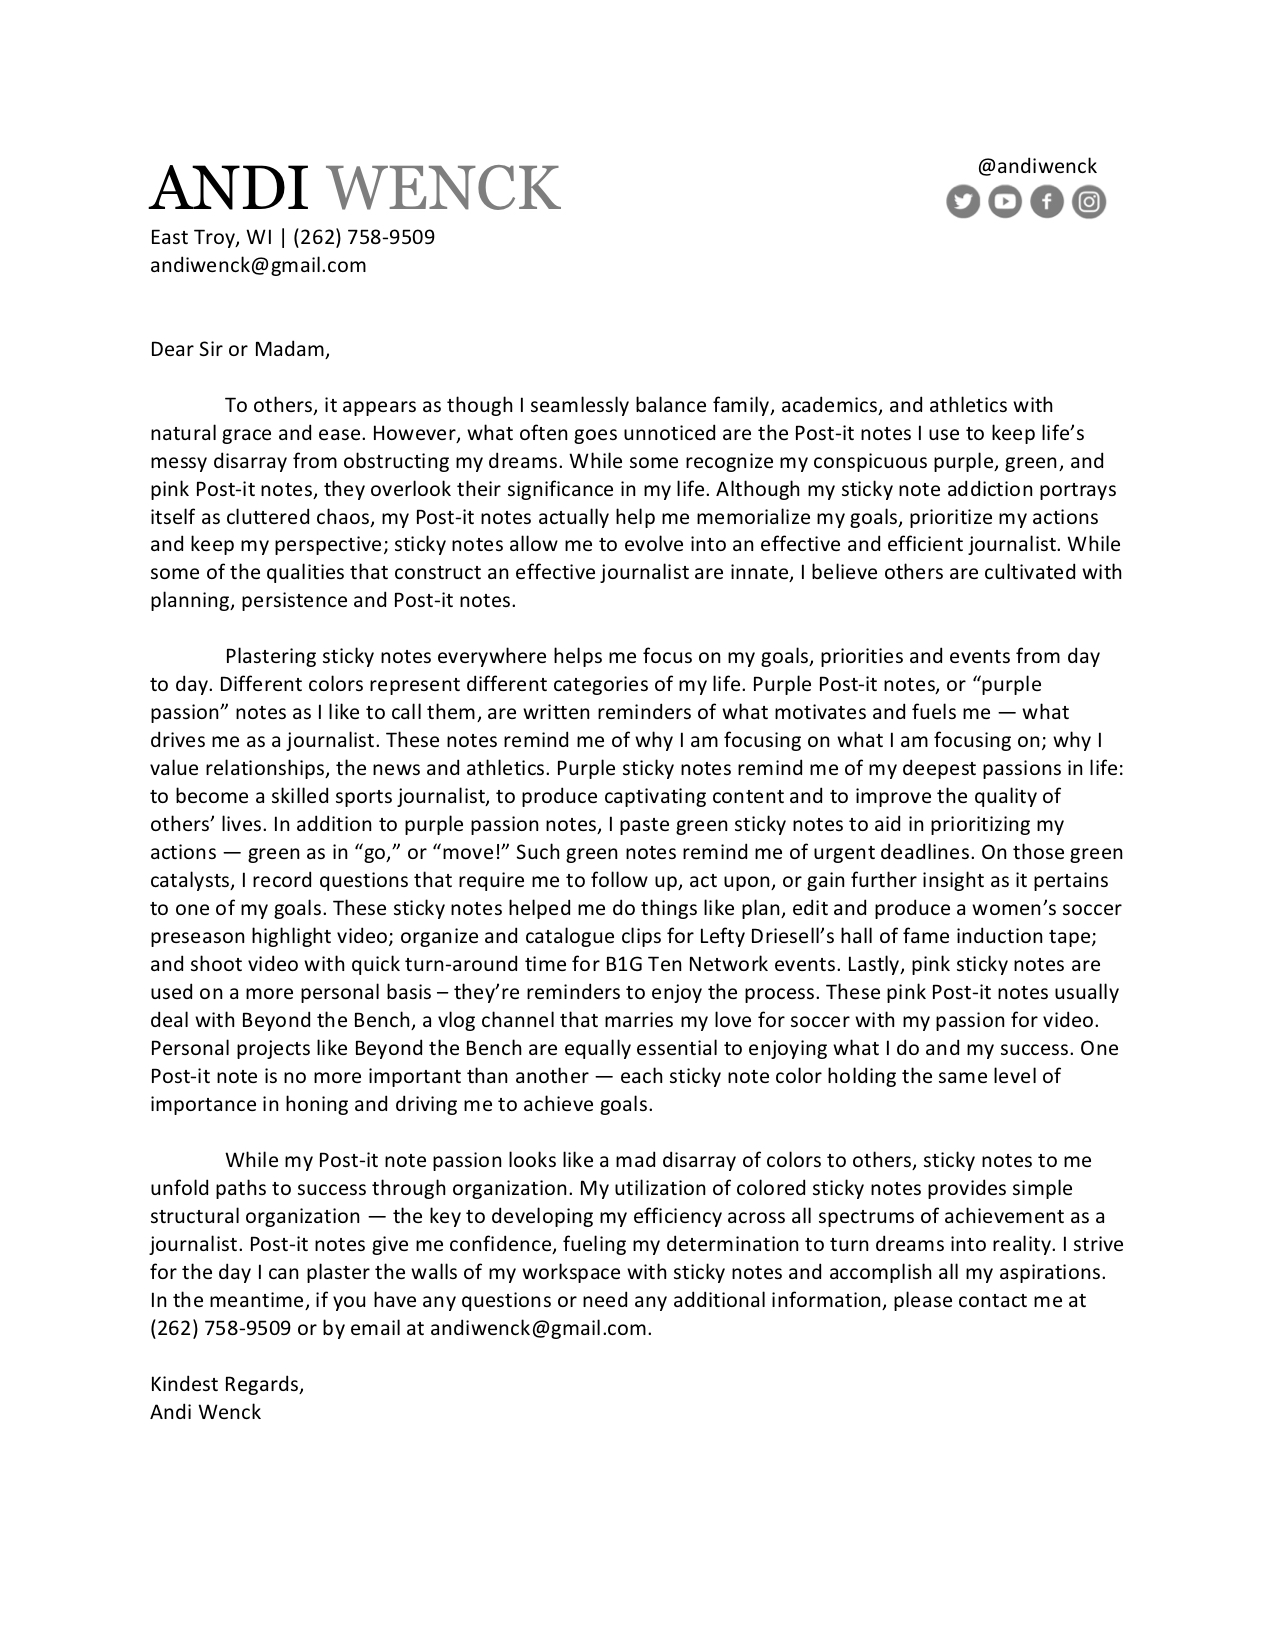 ANDI WENCK
@andiwenck
East Troy, WI | (262) 758-9509
andiwenck@gmail.com
Dear Sir or Madam,
To others, it appears as though I seamlessly balance family, academics, and athletics with
natural grace and ease. However, what often goes unnoticed are the Post-it notes I use to keep life’s
messy disarray from obstructing my dreams. While some recognize my conspicuous purple, green, and
pink Post-it notes, they overlook their significance in my life. Although my sticky note addiction portrays
itself as cluttered chaos, my Post-it notes actually help me memorialize my goals, prioritize my actions
and keep my perspective; sticky notes allow me to evolve into an effective and efficient journalist. While
some of the qualities that construct an effective journalist are innate, I believe others are cultivated with
planning, persistence and Post-it notes.
Plastering sticky notes everywhere helps me focus on my goals, priorities and events from day
to day. Different colors represent different categories of my life. Purple Post-it notes, or “purple
passion” notes as I like to call them, are written reminders of what motivates and fuels me — what
drives me as a journalist. These notes remind me of why I am focusing on what I am focusing on; why I
value relationships, the news and athletics. Purple sticky notes remind me of my deepest passions in life:
to become a skilled sports journalist, to produce captivating content and to improve the quality of
others’ lives. In addition to purple passion notes, I paste green sticky notes to aid in prioritizing my
actions — green as in “go,” or “move!” Such green notes remind me of urgent deadlines. On those green
catalysts, I record questions that require me to follow up, act upon, or gain further insight as it pertains
to one of my goals. These sticky notes helped me do things like plan, edit and produce a women’s soccer
preseason highlight video; organize and catalogue clips for Lefty Driesell’s hall of fame induction tape;
and shoot video with quick turn-around time for B1G Ten Network events. Lastly, pink sticky notes are
used on a more personal basis – they’re reminders to enjoy the process. These pink Post-it notes usually
deal with Beyond the Bench, a vlog channel that marries my love for soccer with my passion for video.
Personal projects like Beyond the Bench are equally essential to enjoying what I do and my success. One
Post-it note is no more important than another — each sticky note color holding the same level of
importance in honing and driving me to achieve goals.
While my Post-it note passion looks like a mad disarray of colors to others, sticky notes to me
unfold paths to success through organization. My utilization of colored sticky notes provides simple
structural organization — the key to developing my efficiency across all spectrums of achievement as a
journalist. Post-it notes give me confidence, fueling my determination to turn dreams into reality. I strive
for the day I can plaster the walls of my workspace with sticky notes and accomplish all my aspirations.
In the meantime, if you have any questions or need any additional information, please contact me at
(262) 758-9509 or by email at andiwenck@gmail.com.
Kindest Regards,
Andi Wenck